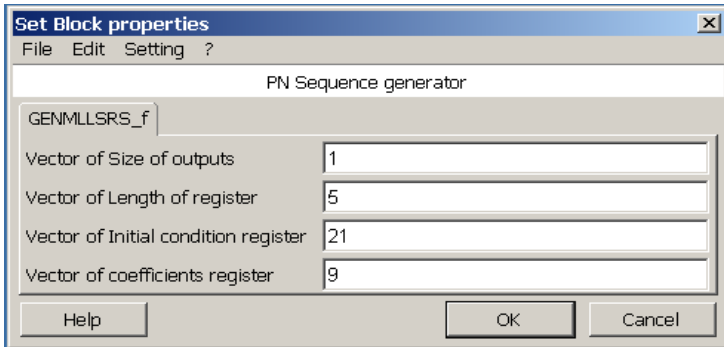 Set Block properties
File Edit Setting ?
PN Sequence generator
GENMLLSRS_f
Vector of Size of outputs 1
Vector of Length of register 5
Vector of Initial condition register 21
Vector of coefficients register 9
Help OK Cancel